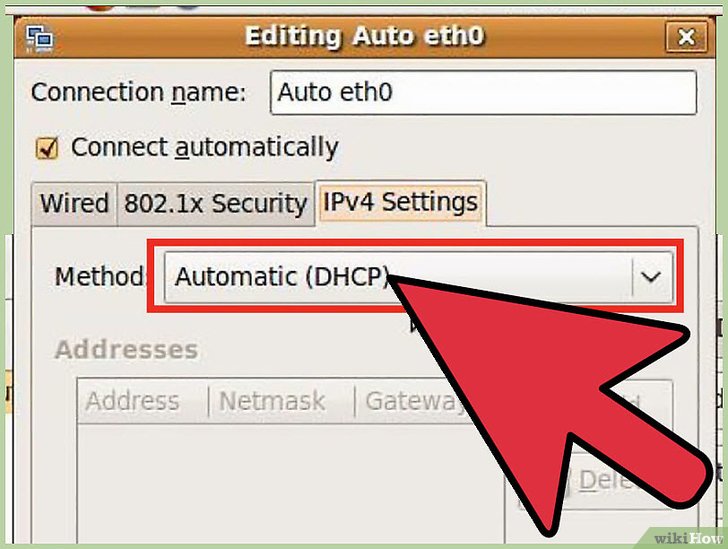 Editing Auto eth0
Connection name: Auto eth0
Connect automatically
Wired 802.1x Security IPv4 Settings
Method: Automatic (DHCP)
Addresses
Address Netmask Gateway
wikiHow